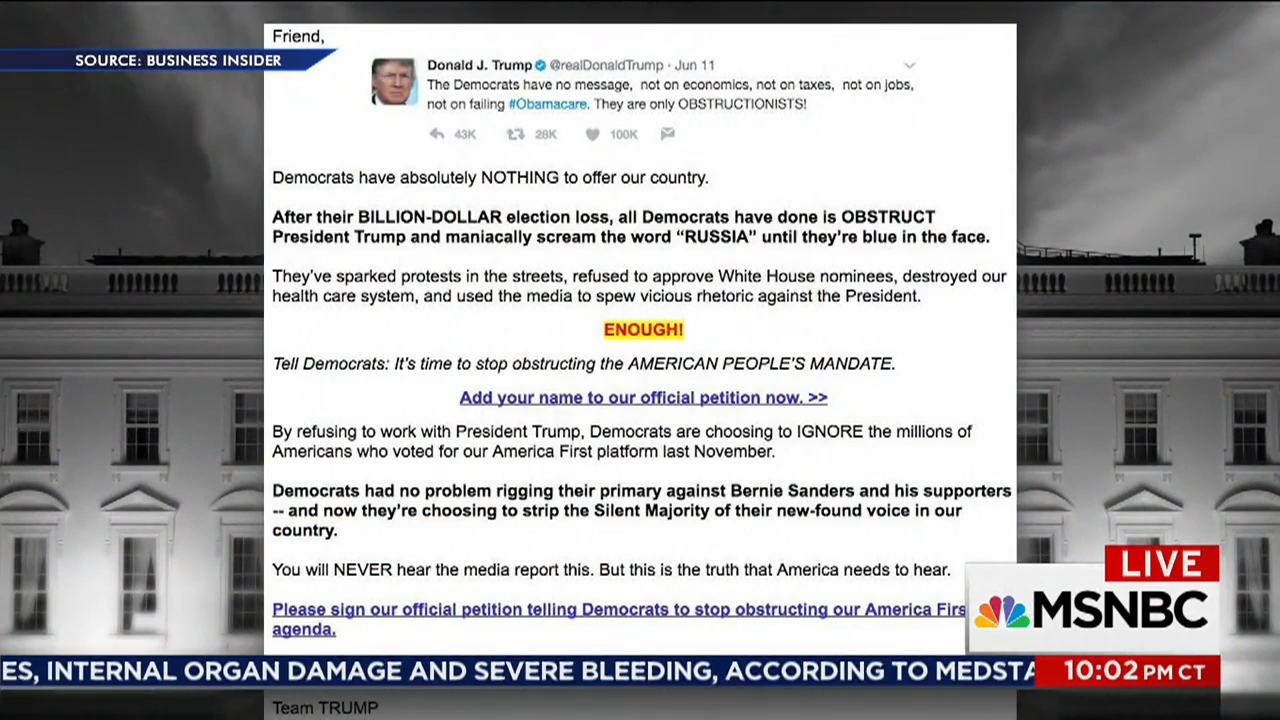 Friend,
SOURCE: BUSINESS INSIDER
Donald J. Trump @realDonaldTrump · Jun 11
The Democrats have no message, not on economics, not on taxes, not on jobs,
not on failing #Obamacare. They are only OBSTRUCTIONISTS!
43K 28K 100K
Democrats have absolutely NOTHING to offer our country.
After their BILLION-DOLLAR election loss, all Democrats have done is OBSTRUCT
President Trump and maniacally scream the word “RUSSIA” until they’re blue in the face.
They’ve sparked protests in the streets, refused to approve White House nominees, destroyed our
health care system, and used the media to spew vicious rhetoric against the President.
ENOUGH!
Tell Democrats: It’s time to stop obstructing the AMERICAN PEOPLE’S MANDATE.
Add your name to our official petition now. >>
By refusing to work with President Trump, Democrats are choosing to IGNORE the millions of
Americans who voted for our America First platform last November.
Democrats had no problem rigging their primary against Bernie Sanders and his supporters
-- and now they’re choosing to strip the Silent Majority of their new-found voice in our
country.
You will NEVER hear the media report this. But this is the truth that America needs to hear.
Please sign our official petition telling Democrats to stop obstructing our America Firs
agenda.
LIVE
MSNBC
ES, INTERNAL ORGAN DAMAGE AND SEVERE BLEEDING, ACCORDING TO MEDSTA
10:02 PM CT
Team TRUMP